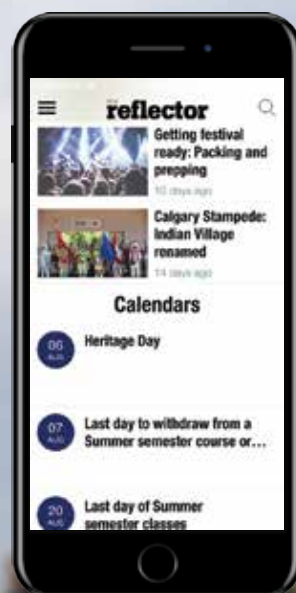 reflector
Getting festival
ready: Packing and
prepping
10 days ago
Calgary Stampede:
Indian Village
renamed
14 days ago
Calendars
06
AUG
Heritage Day
07
AUG
Last day to withdraw from a
Summer semester course or…
20
AUG
Last day of Summer
semester classes